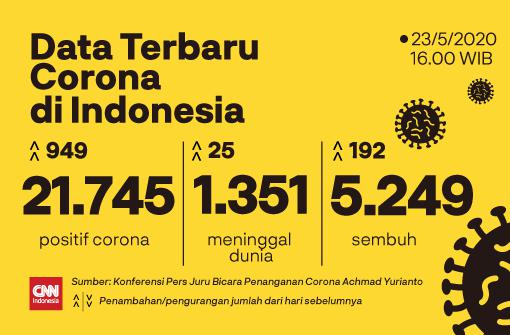 Data Terbaru
Corona
di Indonesia
23/5/2020
16.00 WIB
949
21.745
positif corona
25
1.351
meninggal
dunia
192
5.249
sembuh
CNN
Indonesia
Sumber: Konferensi Pers Juru Bicara Penanganan Corona Achmad Yurianto
Penambahan/pengurangan jumlah dari hari sebelumnya